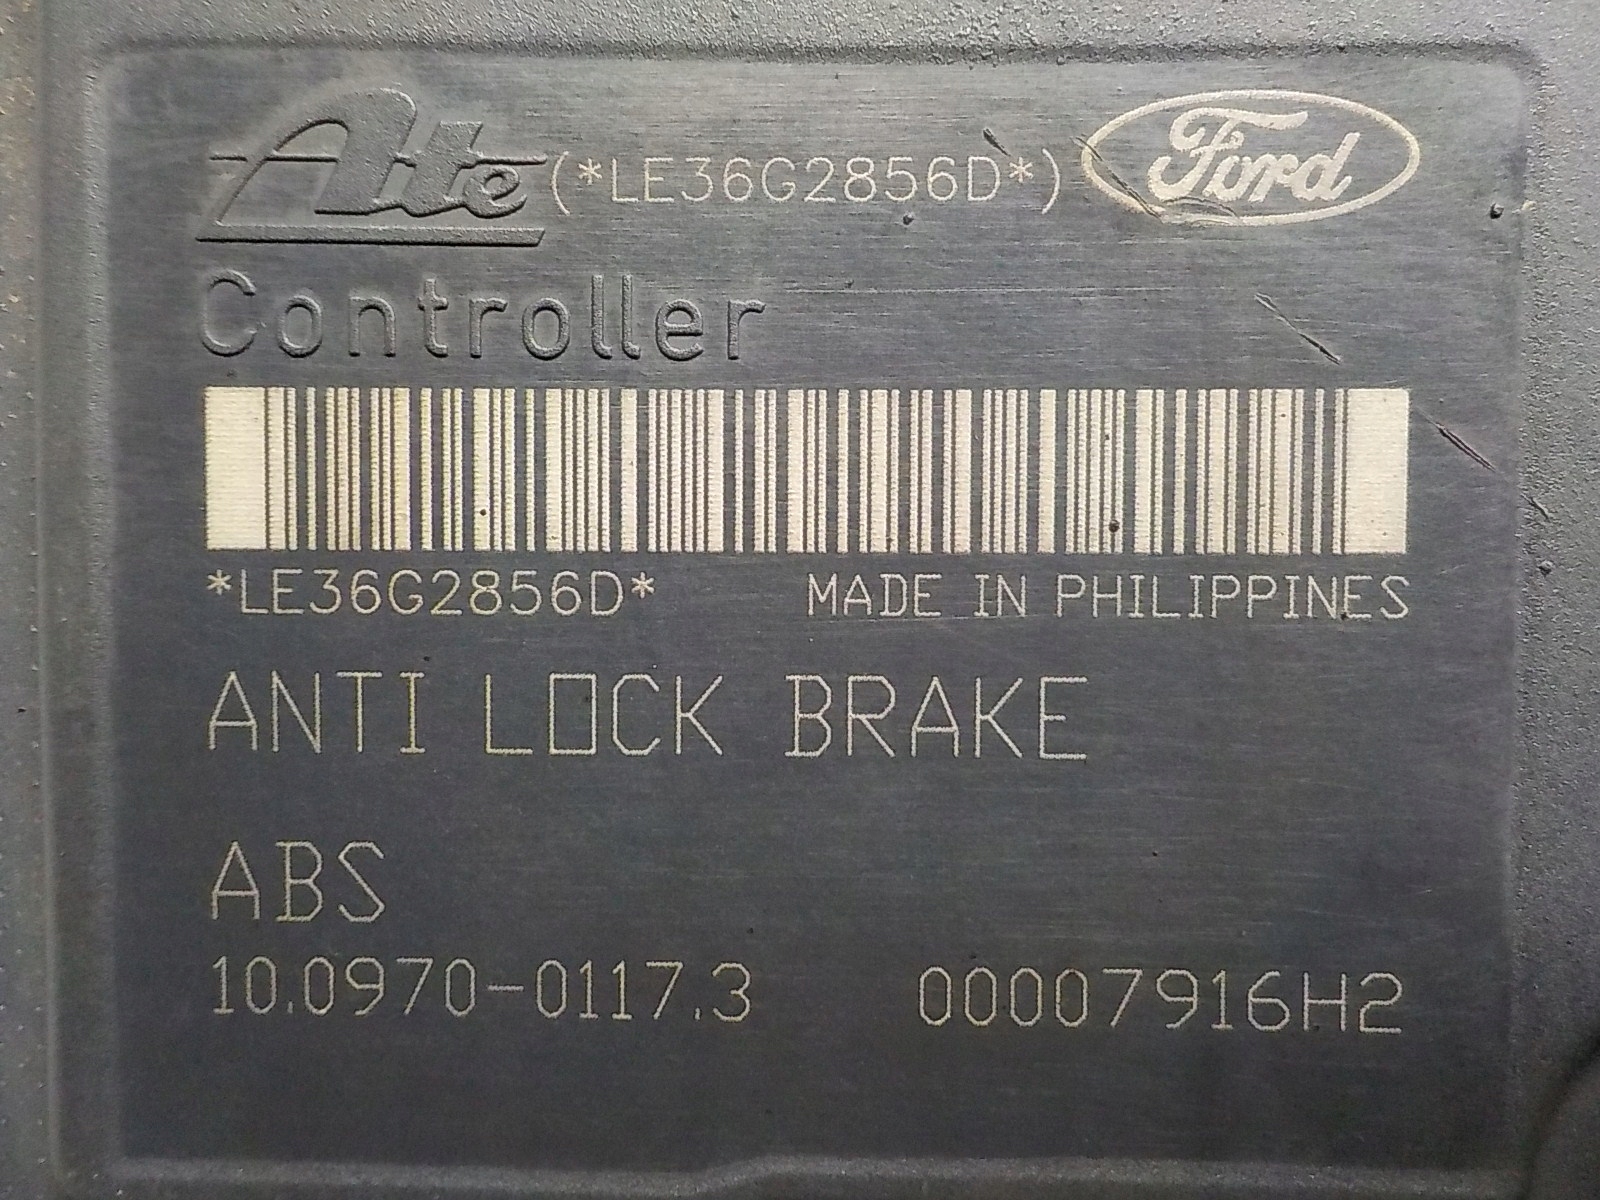 Ate (*LE36G2856D*) Ford
Controller
*LE36G2856D* MADE IN PHILIPPINES
ANTI LOCK BRAKE
ABS
10.0970-0117.3 00007916H2